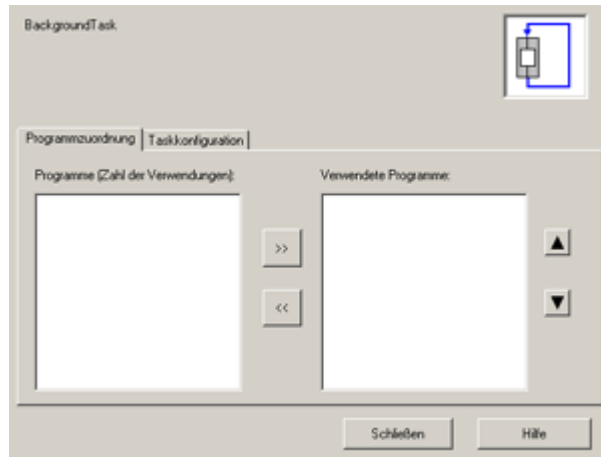 BackgroundTask
Programmzuordnung Taskkonfiguration
Programme (Zahl der Verwendungen): Verwendete Programme:
>>
<<
Schließen Hilfe